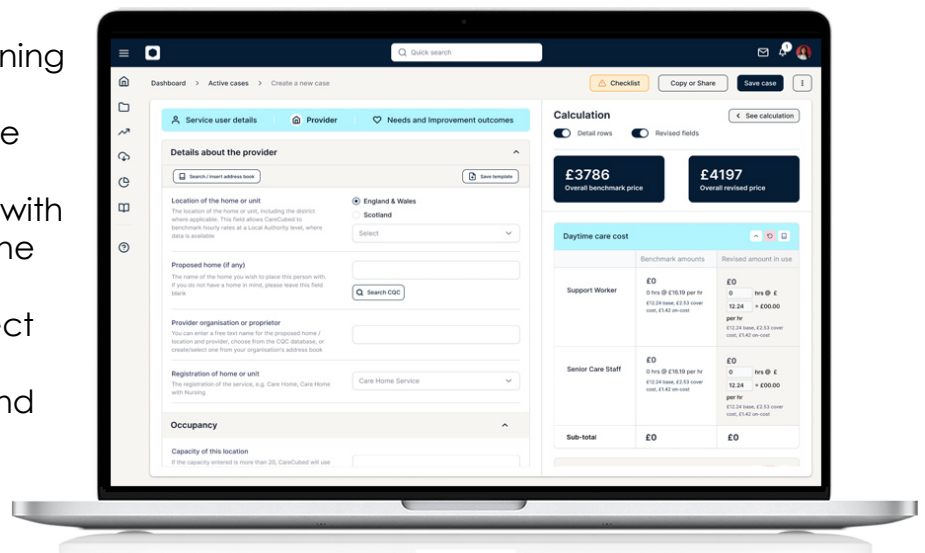 ning
e
with
ne
ect
nd
Quick search
1
Dashboard > Active cases > Create a new case
Checklist
Copy or Share
Save case
Service user details
Provider
Needs and Improvement outcomes
Details about the provider
Search / Insert address book
Save template
Location of the home or unit
The location of the home or unit, including the district
where applicable. This field allows CareCubed to
benchmark hourly rates at a Local Authority level, where
data is available
England & Wales
Scotland
Select
Proposed home (if any)
The name of the home you wish to place this person with.
If you do not have a home in mind, please leave this field
blank
Search CQC
Provider organisation or proprietor
You can enter a free text name for the proposed home /
location and provider, choose from the CQC database, or
create/select one from your organisation's address book
Registration of home or unit
The registration of the service, e.g. Care Home, Care Home
with Nursing
Care Home Service
Occupancy
Capacity of this location
If the capacity entered is more than 20, CareCubed will use
Calculation
See calculation
Detail rows
Revised fields
£3786
Overall benchmark price
£4197
Overall revised price
Daytime care cost
Benchmark amounts
Revised amount in use
Support Worker
£0
0 hrs @ £16.19 per hr
£12.24 base, £2.53 cover
cost, £1.42 on-cost
£0
0 hrs @ £
12.24 = £00.00
per hr
£12.24 base, £2.53 cover
cost, £1.42 on-cost
Senior Care Staff
£0
0 hrs @ £16.19 per hr
£12.24 base, £2.53 cover
cost, £1.42 on-cost
£0
0 hrs @ £
12.24 = £00.00
per hr
£12.24 base, £2.53 cover
cost, £1.42 on-cost
Sub-total
£0
£0